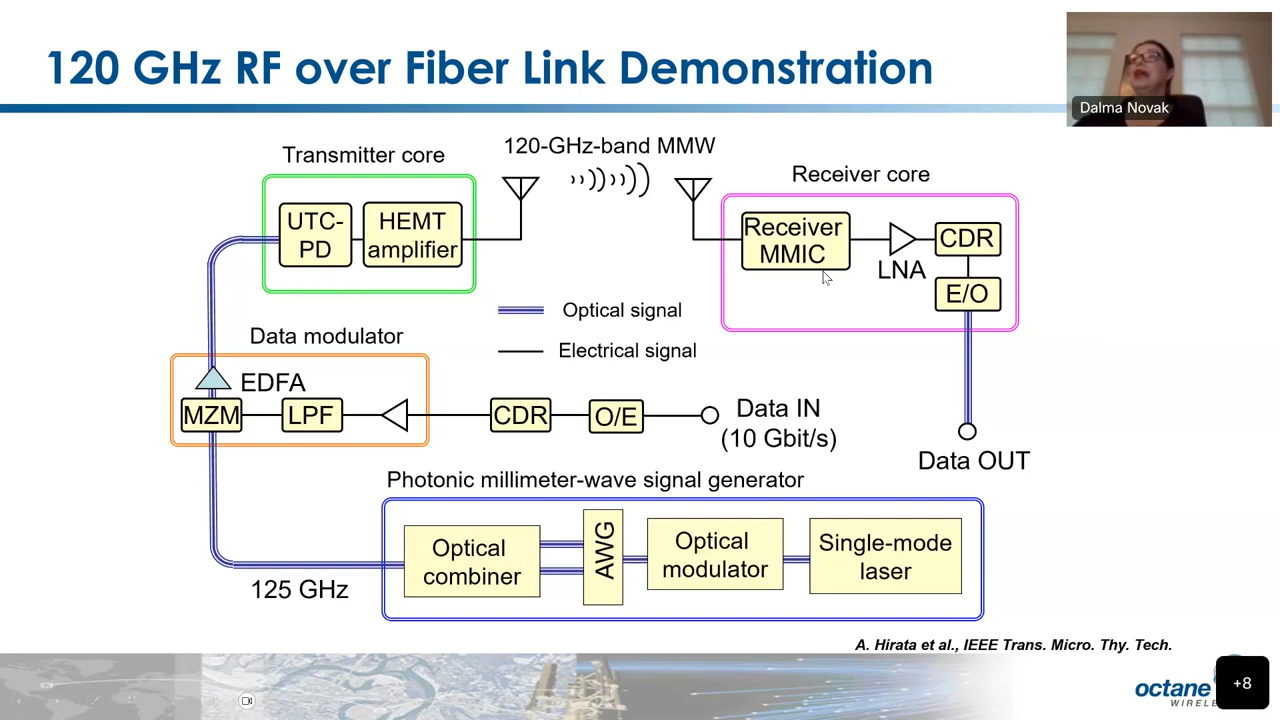 120 GHz RF over Fiber Link Demonstration
Dalma Novak
120-GHz-band MMW
Transmitter core
Receiver core
UTC-
PD
HEMT
amplifier
Receiver
MMIC
LNA
CDR
E/O
Optical signal
Electrical signal
Data modulator
EDFA
MZM
LPF
CDR
O/E
Data IN
(10 Gbit/s)
Data OUT
Photonic millimeter-wave signal generator
Optical
combiner
AWG
Optical
modulator
Single-mode
laser
125 GHz
A. Hirata et al., IEEE Trans. Micro. Thy. Tech.
octane
+8